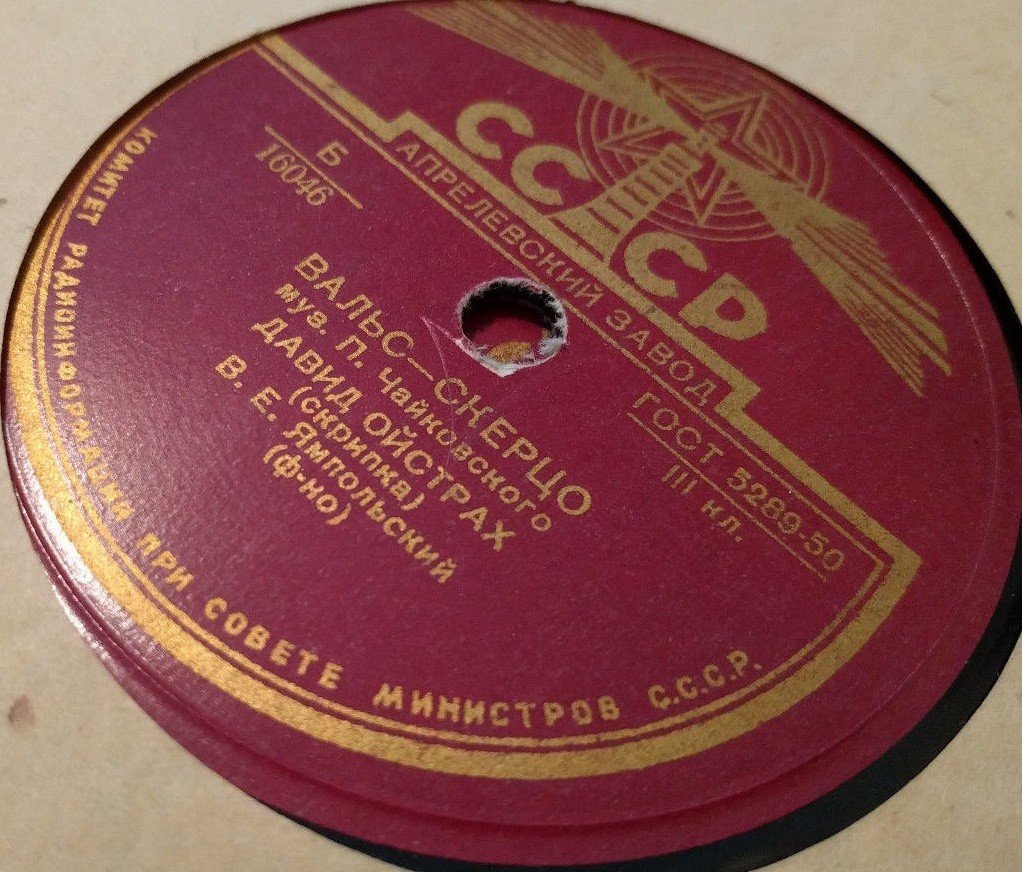 СССР
АПРЕЛЕВСКИЙ ЗАВОД
Б
16046
ГОСТ 5289-50
III кл.
ВАЛЬС—СКЕРЦО
муз. П. Чайковского
ДАВИД ОЙСТРАХ
(скрипка)
В. Е. Ямпольский
(ф-но)
КОМИТЕТ РАДИОИНФОРМАЦИИ ПРИ СОВЕТЕ МИНИСТРОВ С.С.С.Р.